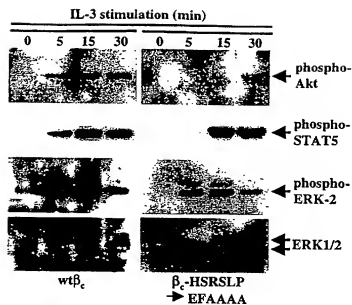 IL-3 stimulation (min)
0 5 15 30 0 5 15 30
phospho-
Akt
phospho-
STAT5
phospho-
ERK-2
ERK1/2
wtβc βc-HSRSLP
EFAAAA